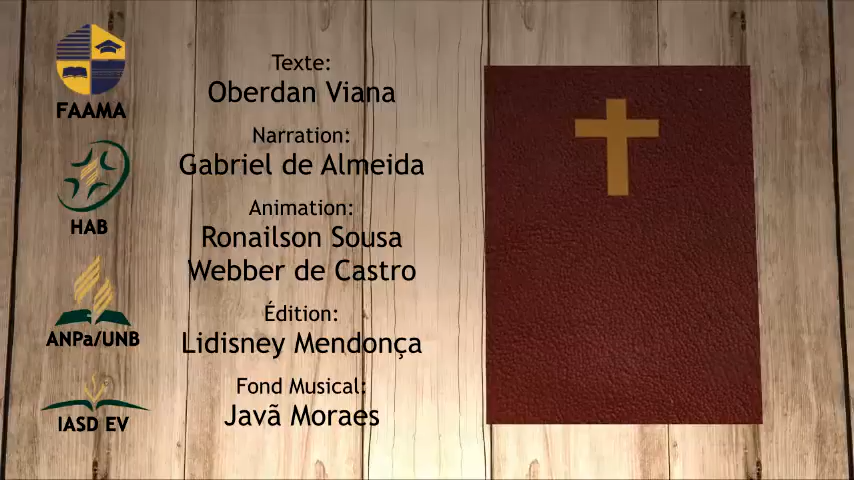 FAAMA
HAB
ANPa/UNB
IASD EV
Texte:
Oberdan Viana
Narration:
Gabriel de Almeida
Animation:
Ronailson Sousa
Webber de Castro
Édition:
Lidisney Mendonça
Fond Musical:
Javã Moraes